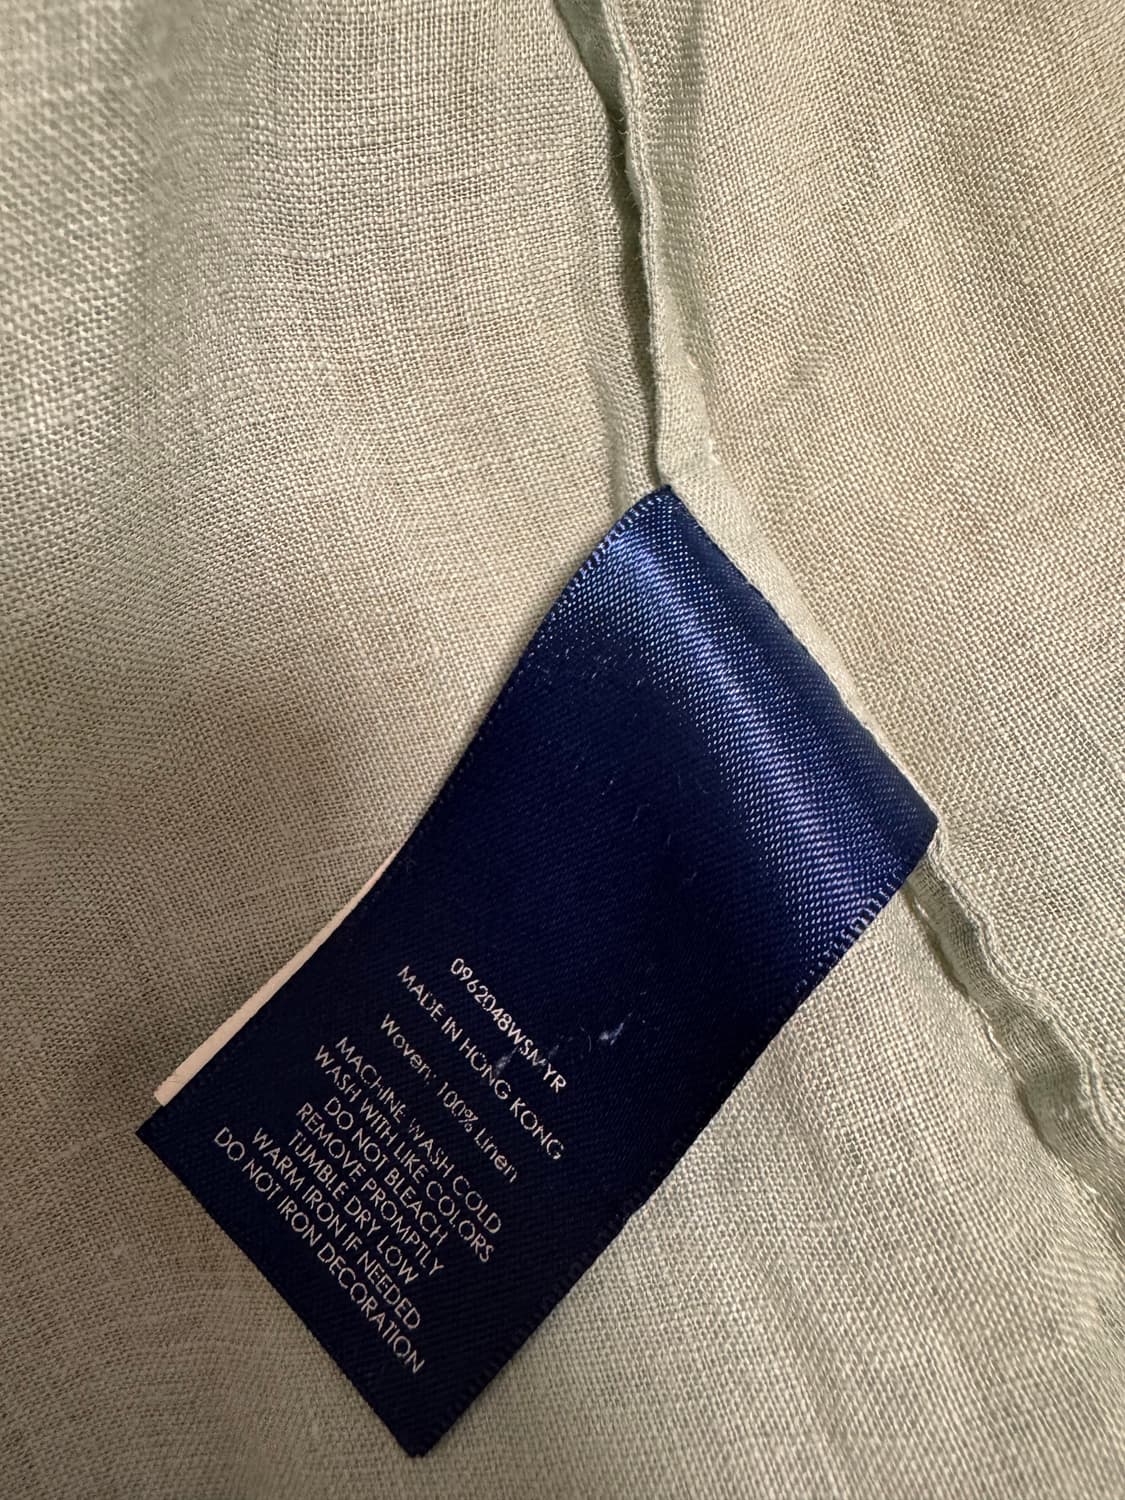 0962048WSMYR
MADE IN HONG KONG
Woven: 100% Linen
MACHINE WASH COLD
WASH WITH LIKE COLORS
DO NOT BLEACH
REMOVE PROMPTLY
TUMBLE DRY LOW
WARM IRON IF NEEDED
DO NOT IRON DECORATION